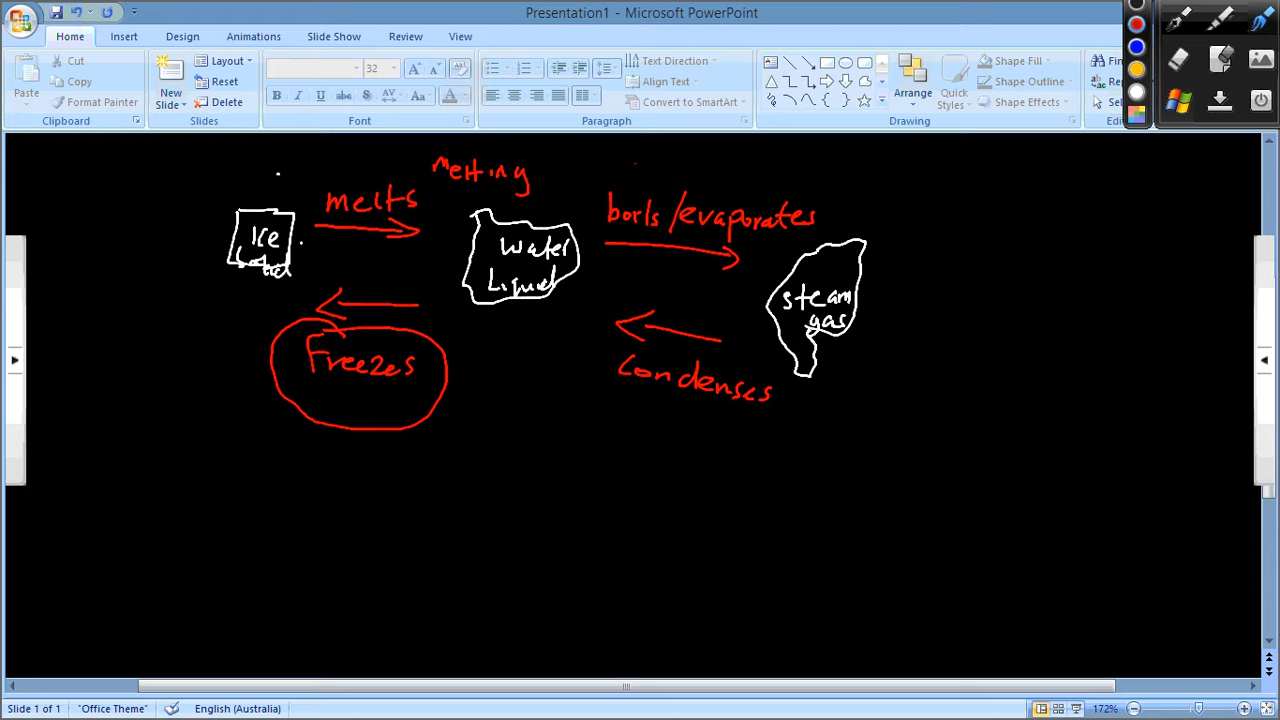 Presentation1 - Microsoft PowerPoint
Home Insert Design Animations Slide Show Review View
Cut
Copy
Paste
Format Painter
Clipboard
New
Slide
Layout
Reset
Delete
Slides
32
B I U abc S AV Aa A
Font
Text Direction
Align Text
Convert to SmartArt
Paragraph
Arrange
Quick
Styles
Shape Fill
Shape Outline
Shape Effects
Drawing
Melting
melts
boils/evaporates
Ice
Water
Liquid
steam
gas
Freezes
Condenses
Slide 1 of 1 "Office Theme" English (Australia) 172%